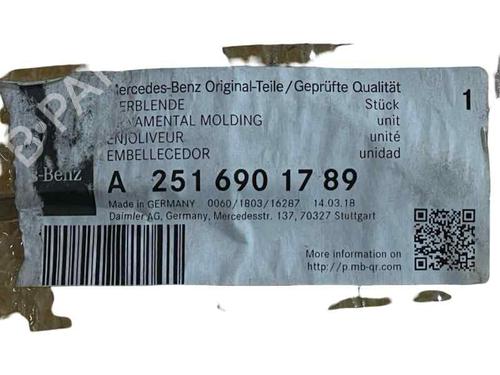 Mercedes-Benz Original-Teile/Geprüfte Qualität
Stück 1
MOLDING unit
ENJOLIVEUR unité
EMBELLECEDOR unidad
A 251 690 17 89
Made in GERMANY 0060/1803/16287 14.03.18
Daimler AG, Germany, Mercedesstr. 137, 70327 Stuttgart
More information on
http://p.mb-qr.com